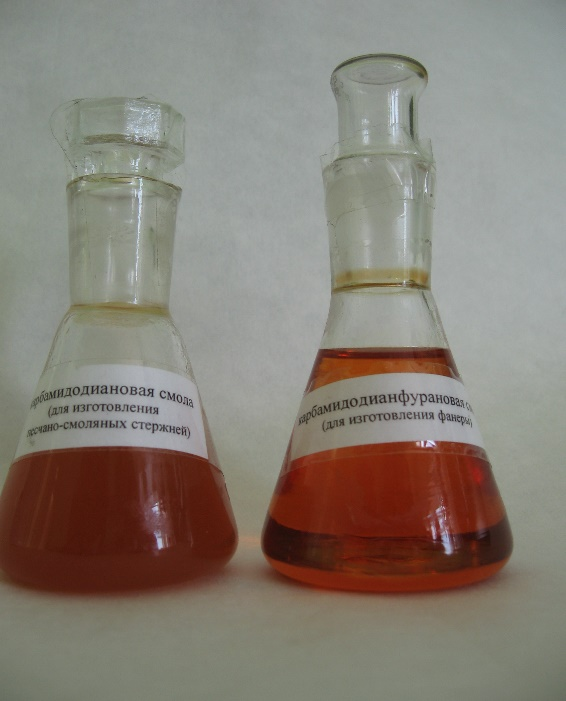 карбамидодиановая смола
(для изготовления
песчано-смоляных стержней)
карбамидодианфурановая
(для изготовления фанеры)